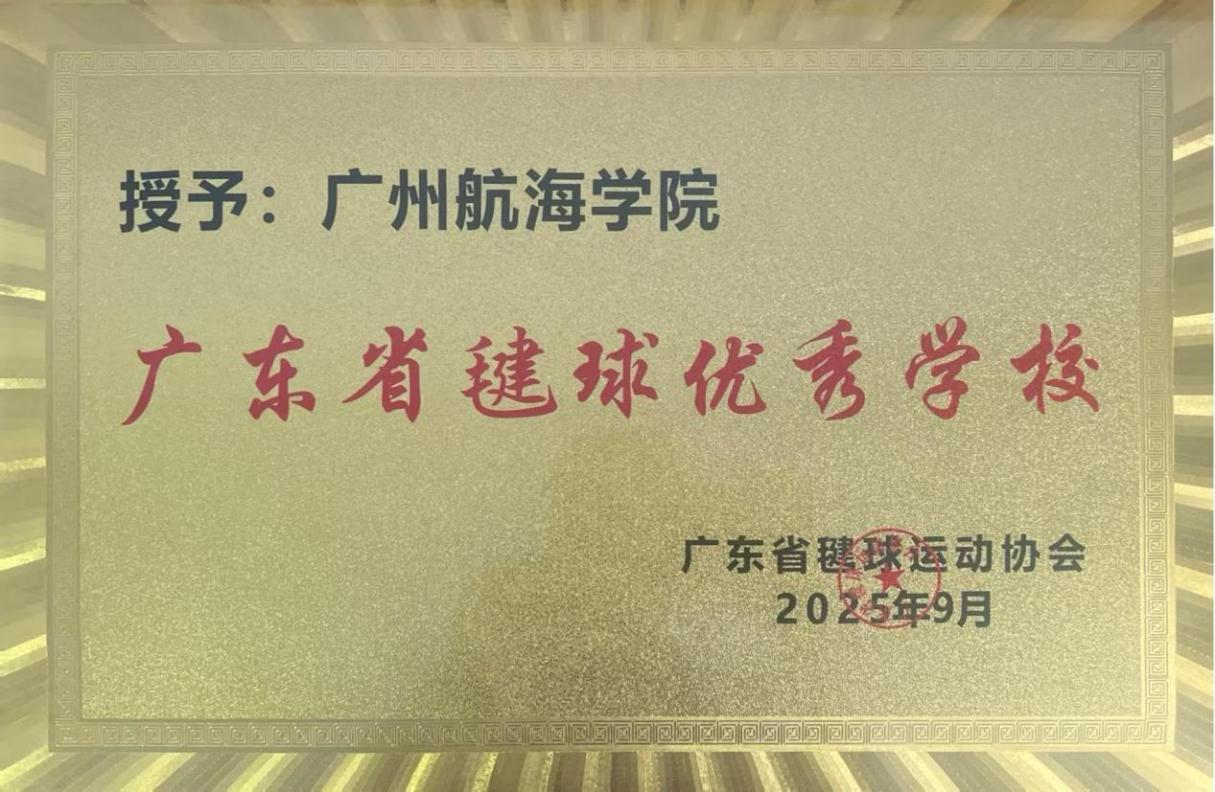 授予：广州航海学院
广东省毽球优秀学校
广东省毽球运动协会
2025年9月